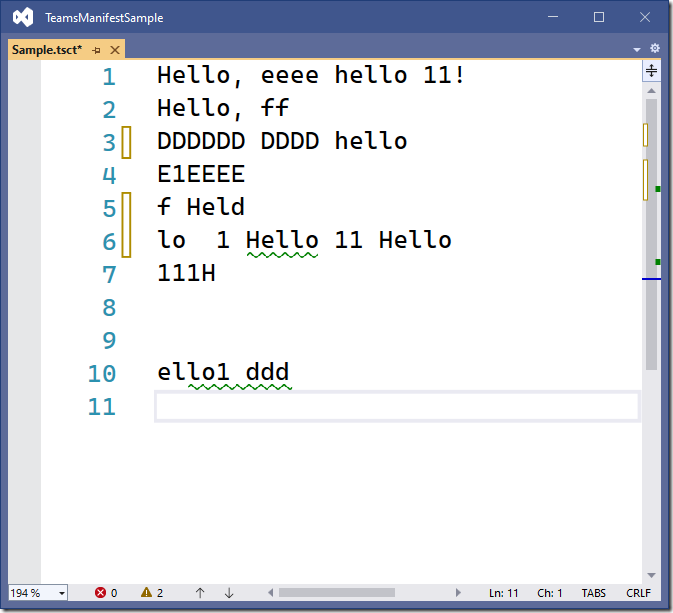 TeamsManifestSample
Sample.tsct*
1 Hello, eeee hello 11!
2 Hello, ff
3 DDDDDD DDDD hello
4 E1EEEE
5 f Held
6 lo  1 Hello 11 Hello
7 111H
8
9
10 ello1 ddd
11
194 % 0 2 Ln: 11 Ch: 1 TABS CRLF